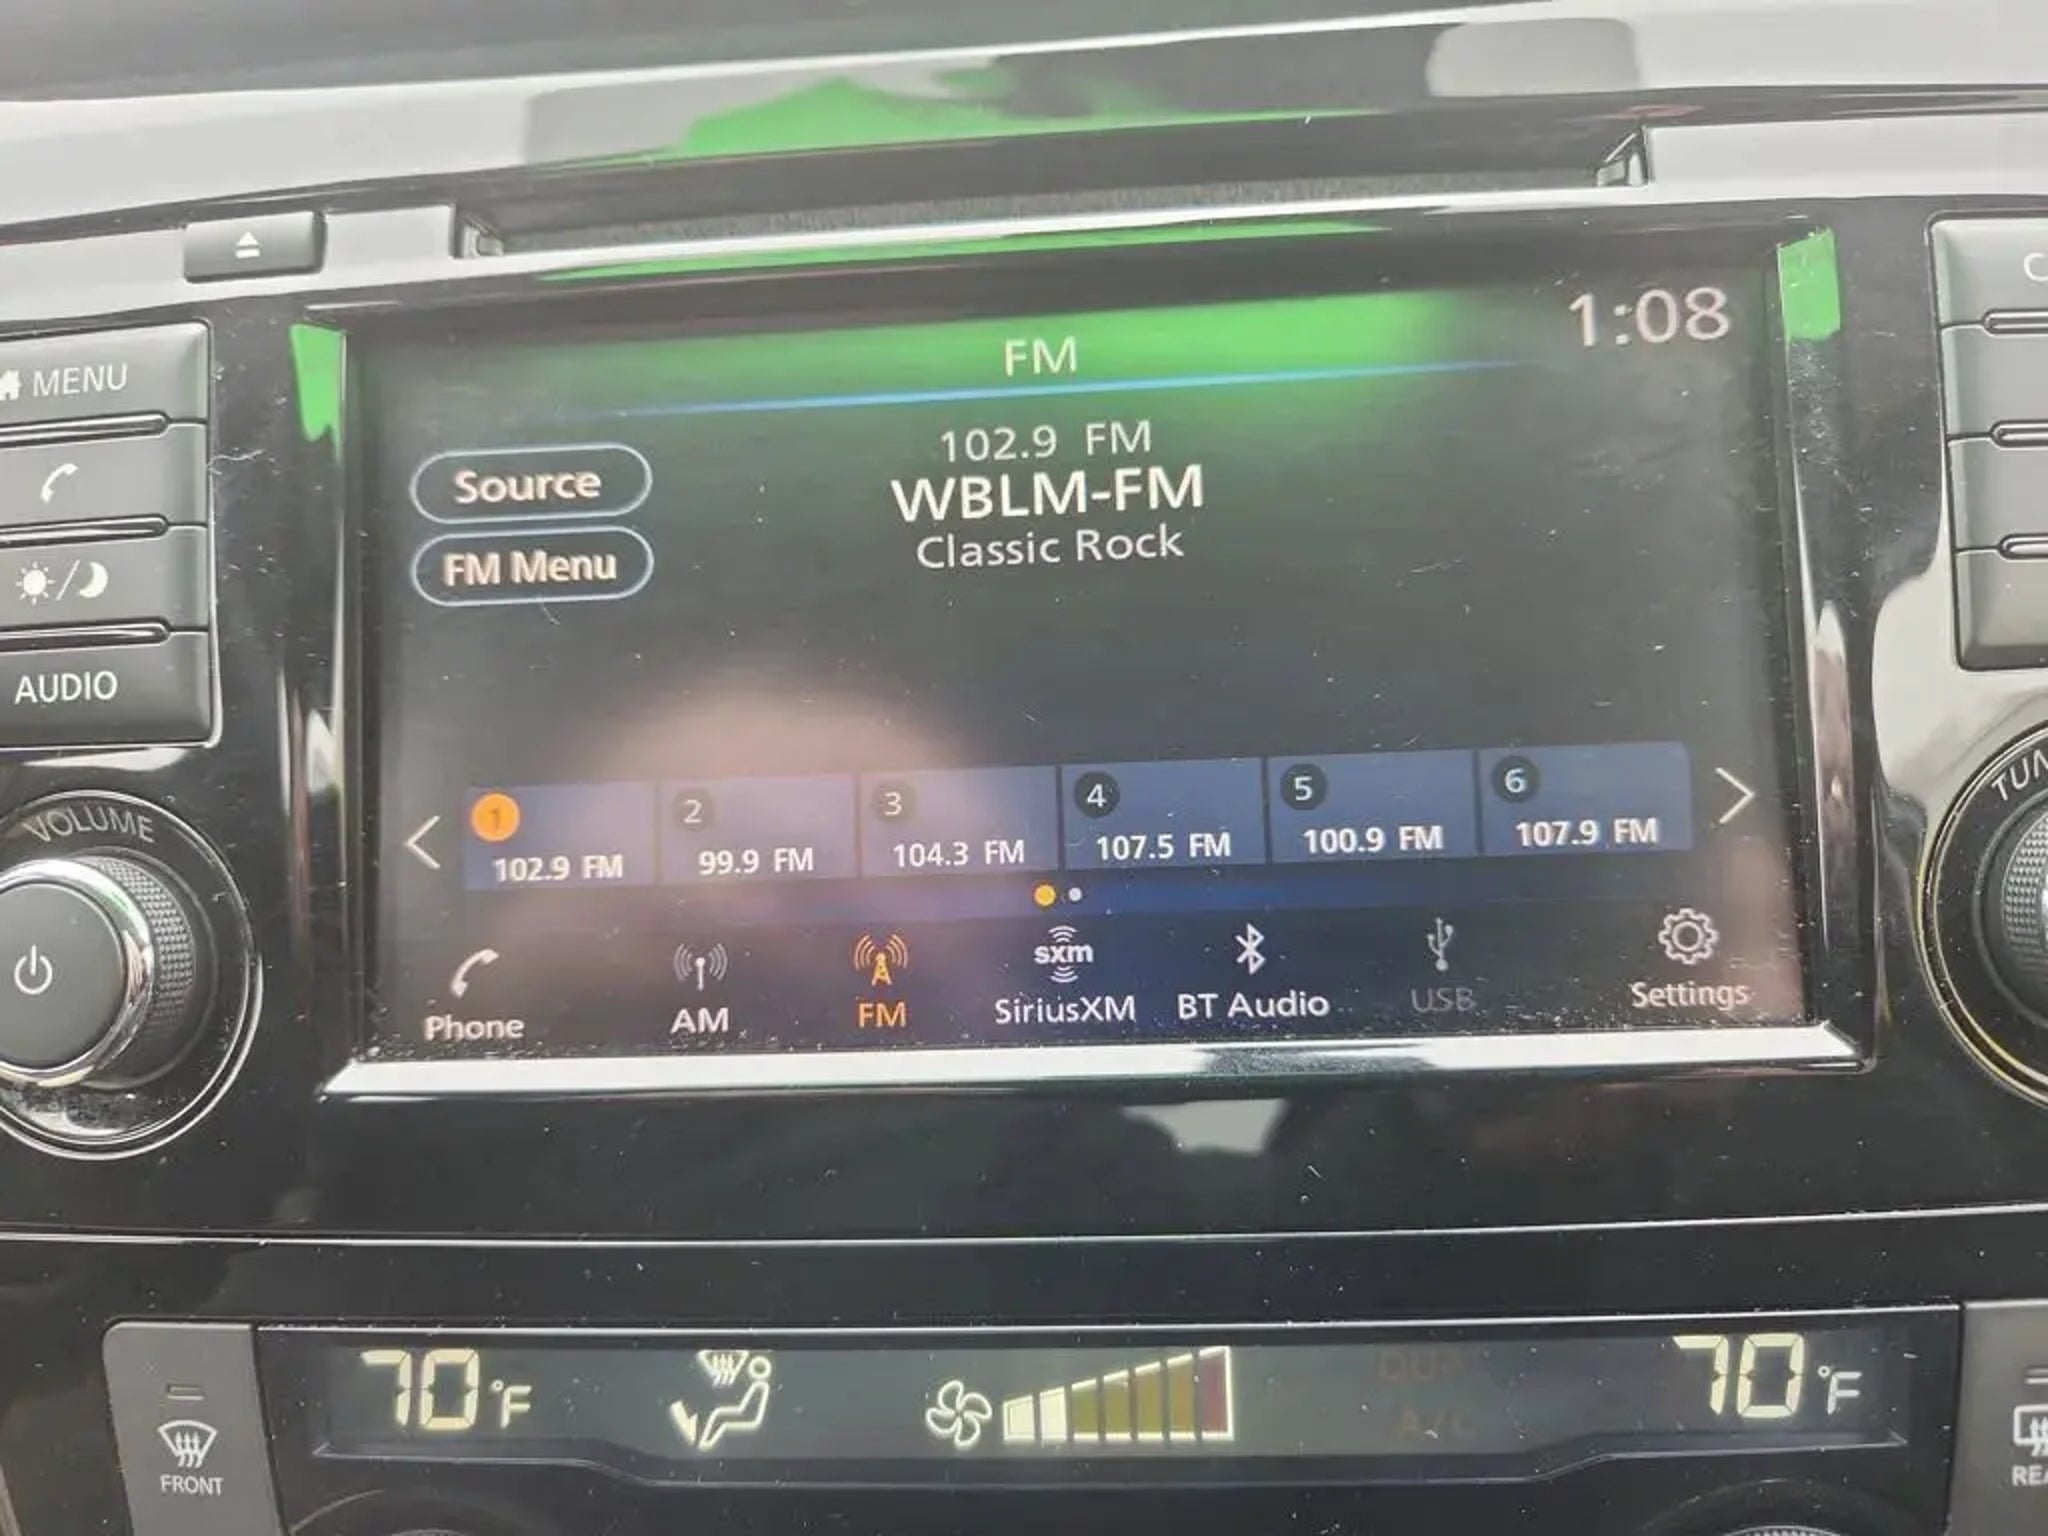 1:08
FM
MENU
102.9 FM
Source
WBLM-FM
FM Menu
Classic Rock
AUDIO
VOLUME
1
2
3
4
5
6
102.9 FM
99.9 FM
104.3 FM
107.5 FM
100.9 FM
107.9 FM
sxm
Phone
AM
FM
SiriusXM
BT Audio
USB
Settings
70°F
70°F
A/C
FRONT